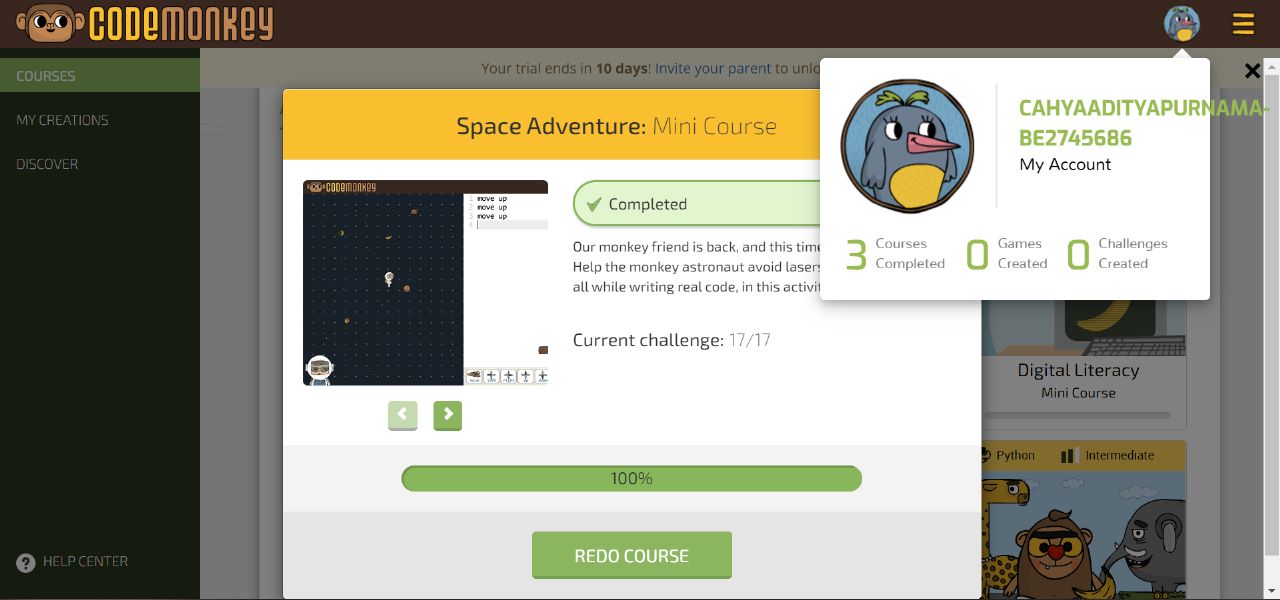 CODEMONKEY
COURSES
MY CREATIONS
DISCOVER
HELP CENTER
Your trial ends in 10 days! Invite your parent to unlo
Space Adventure: Mini Course
CODEMONKEY
1 move up
2 move up
3 move up
4
Completed
Our monkey friend is back, and this time
Help the monkey astronaut avoid lasers
all while writing real code, in this activit
Current challenge: 17/17
100%
REDO COURSE
CAHYAADITYAPURNAMA-
BE2745686
My Account
3 Courses Completed
0 Games Created
0 Challenges Created
Digital Literacy
Mini Course
Python Intermediate